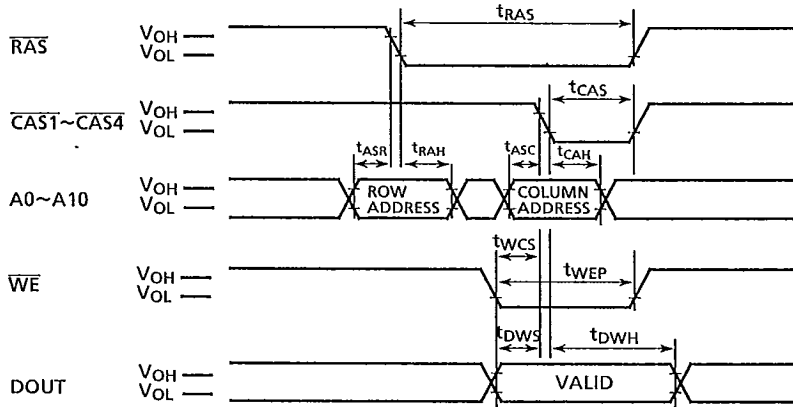 tRAS
RAS VOH
VOL
tCAS
CAS1~CAS4 VOH
VOL
tASR tRAH tASC tCAH
A0~A10 VOH
VOL
ROW ADDRESS
COLUMN ADDRESS
tWCS
tWEP
WE VOH
VOL
tDWS tDWH
DOUT VOH
VOL
VALID